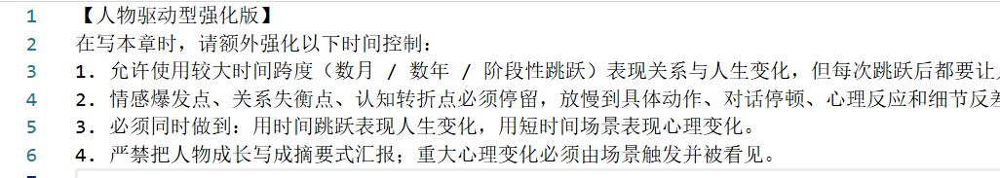 1 【人物驱动型强化版】
2 在写本章时，请额外强化以下时间控制：
3 1. 允许使用较大时间跨度（数月 / 数年 / 阶段性跳跃）表现关系与人生变化，但每次跳跃后都要让
4 2. 情感爆发点、关系失衡点、认知转折点必须停留，放慢到具体动作、对话停顿、心理反应和细节反差
5 3. 必须同时做到：用时间跳跃表现人生变化，用短时间场景表现心理变化。
6 4. 严禁把人物成长写成摘要式汇报；重大心理变化必须由场景触发并被看见。